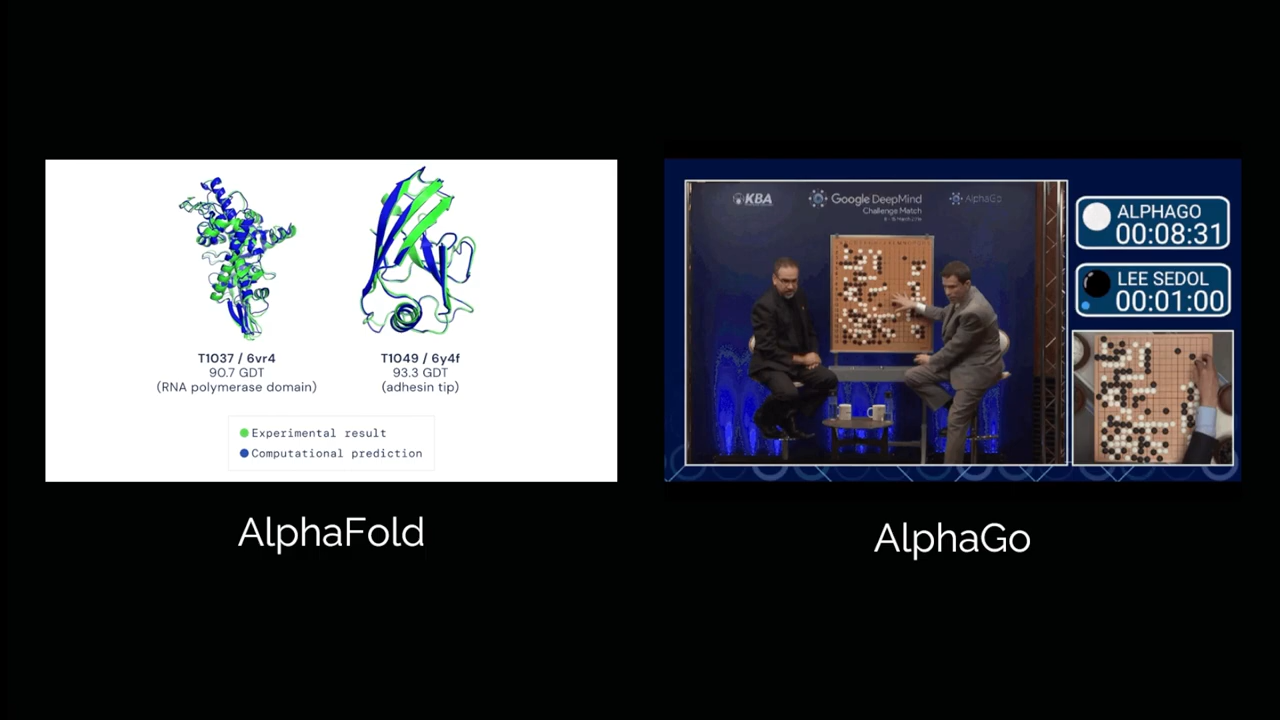 T1037 / 6vr4
90.7 GDT
(RNA polymerase domain)
T1049 / 6y4f
93.3 GDT
(adhesin tip)
Experimental result
Computational prediction
AlphaFold
KBA
Google DeepMind
Challenge Match
AlphaGo
ALPHAGO
00:08:31
LEE SEDOL
00:01:00
AlphaGo